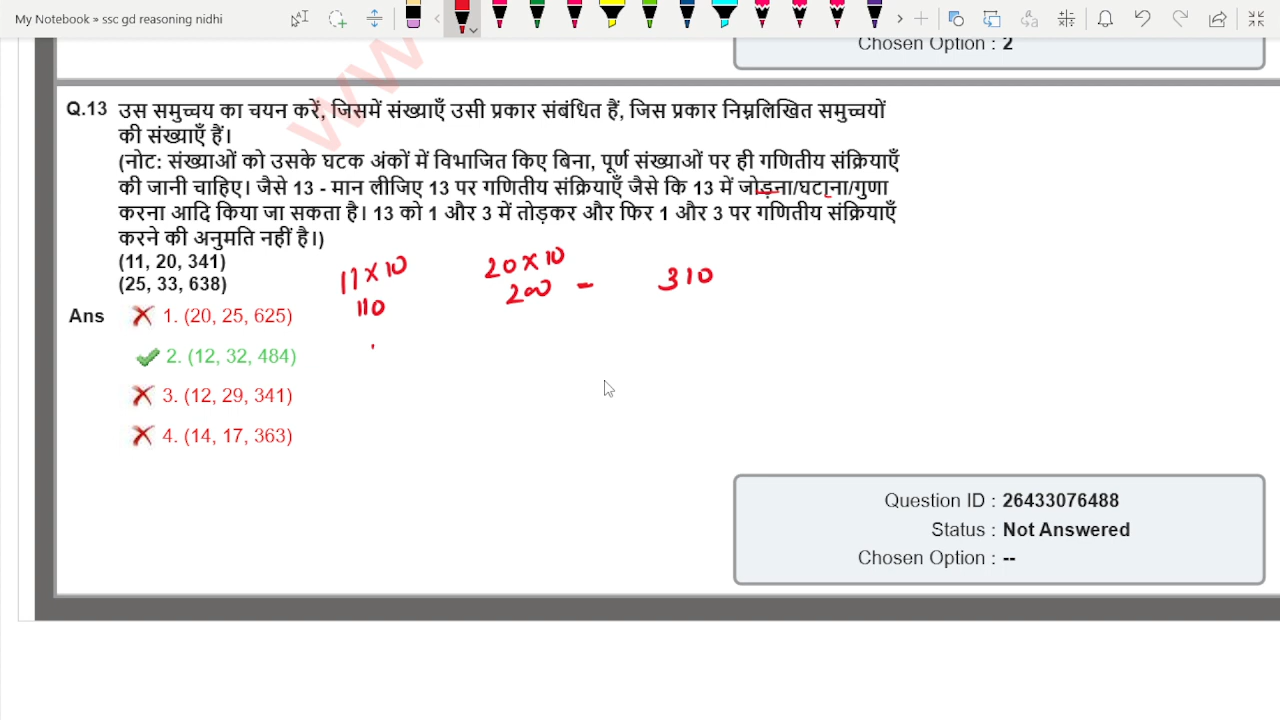 My Notebook » ssc gd reasoning nidhi
Chosen Option : 2
Q.13 उस समुच्चय का चयन करें, जिसमें संख्याएँ उसी प्रकार संबंधित हैं, जिस प्रकार निम्नलिखित समुच्चयों
की संख्याएँ हैं।
(नोट: संख्याओं को उसके घटक अंकों में विभाजित किए बिना, पूर्ण संख्याओं पर ही गणितीय संक्रियाएँ
की जानी चाहिए। जैसे 13 - मान लीजिए 13 पर गणितीय संक्रियाएँ जैसे कि 13 में जोड़ना/घटाना/गुणा
करना आदि किया जा सकता है। 13 को 1 और 3 में तोड़कर और फिर 1 और 3 पर गणितीय संक्रियाएँ
करने की अनुमति नहीं है।)
(11, 20, 341)
(25, 33, 638)
11 x 10 20 x 10
110 200 - 310
Ans 1. (20, 25, 625)
2. (12, 32, 484)
3. (12, 29, 341)
4. (14, 17, 363)
Question ID : 26433076488
Status : Not Answered
Chosen Option : --
WW